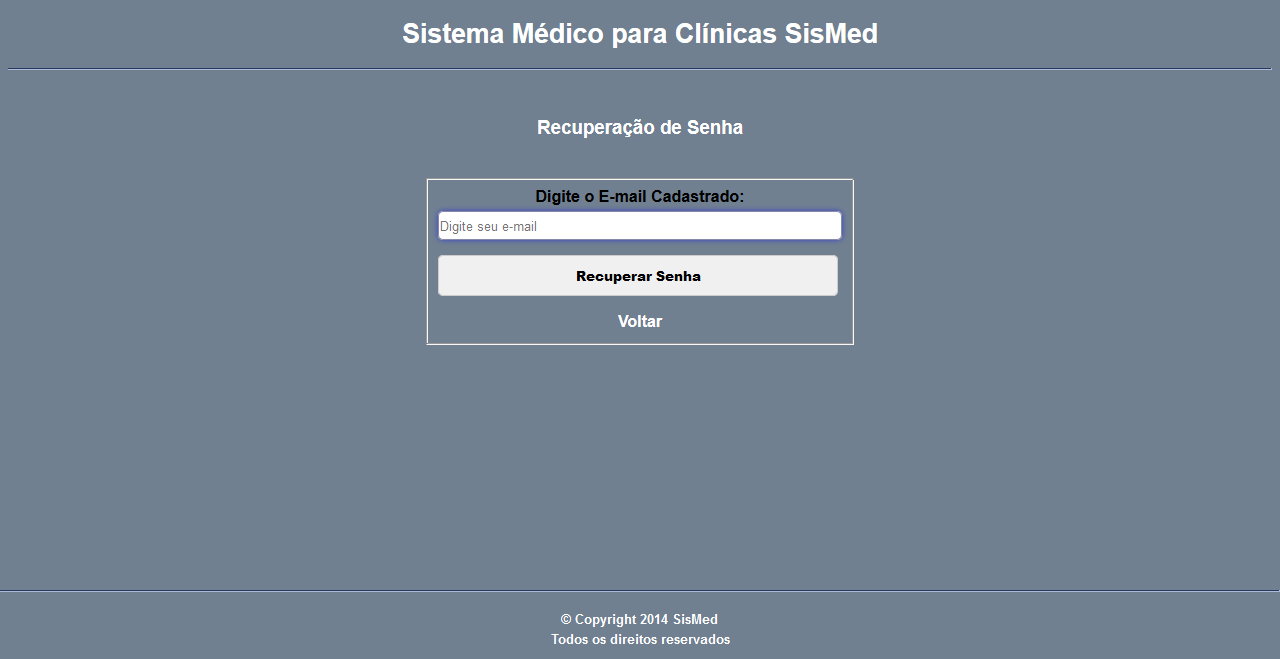 Sistema Médico para Clínicas SisMed
Recuperação de Senha
Digite o E-mail Cadastrado:
Digite seu e-mail
Recuperar Senha
Voltar
© Copyright 2014 SisMed
Todos os direitos reservados